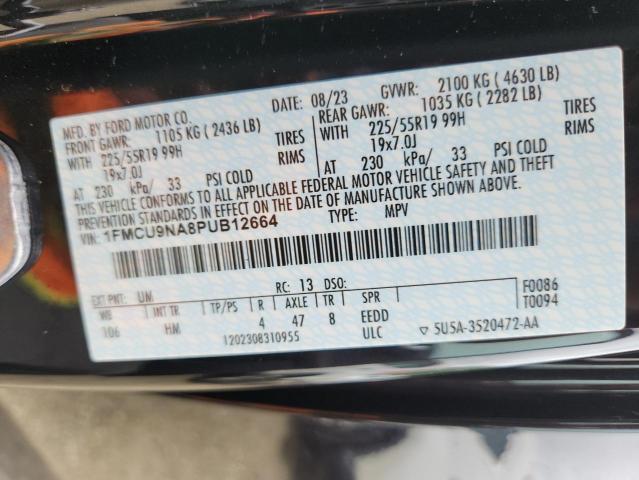 MFD. BY FORD MOTOR CO.
DATE: 08/23 GVWR: 2100 KG (4630 LB)
FRONT GAWR: 1105 KG (2436 LB)
REAR GAWR: 1035 KG (2282 LB)
WITH 225/55R19 99H TIRES
WITH 225/55R19 99H TIRES
19x7.0J RIMS
19x7.0J RIMS
AT 230 kPa/ 33 PSI COLD
AT 230 kPa/ 33 PSI COLD
THIS VEHICLE CONFORMS TO ALL APPLICABLE FEDERAL MOTOR VEHICLE SAFETY AND THEFT
PREVENTION STANDARDS IN EFFECT ON THE DATE OF MANUFACTURE SHOWN ABOVE.
VIN: 1FMCU9NA8PUB12664 TYPE: MPV
EXT PNT: UM RC: 13 DSO:
WB INT TR TP/PS R AXLE TR SPR
106 HM 4 47 8 EEDD
1202308310955 ULC
F0086
T0094
5U5A-3520472-AA